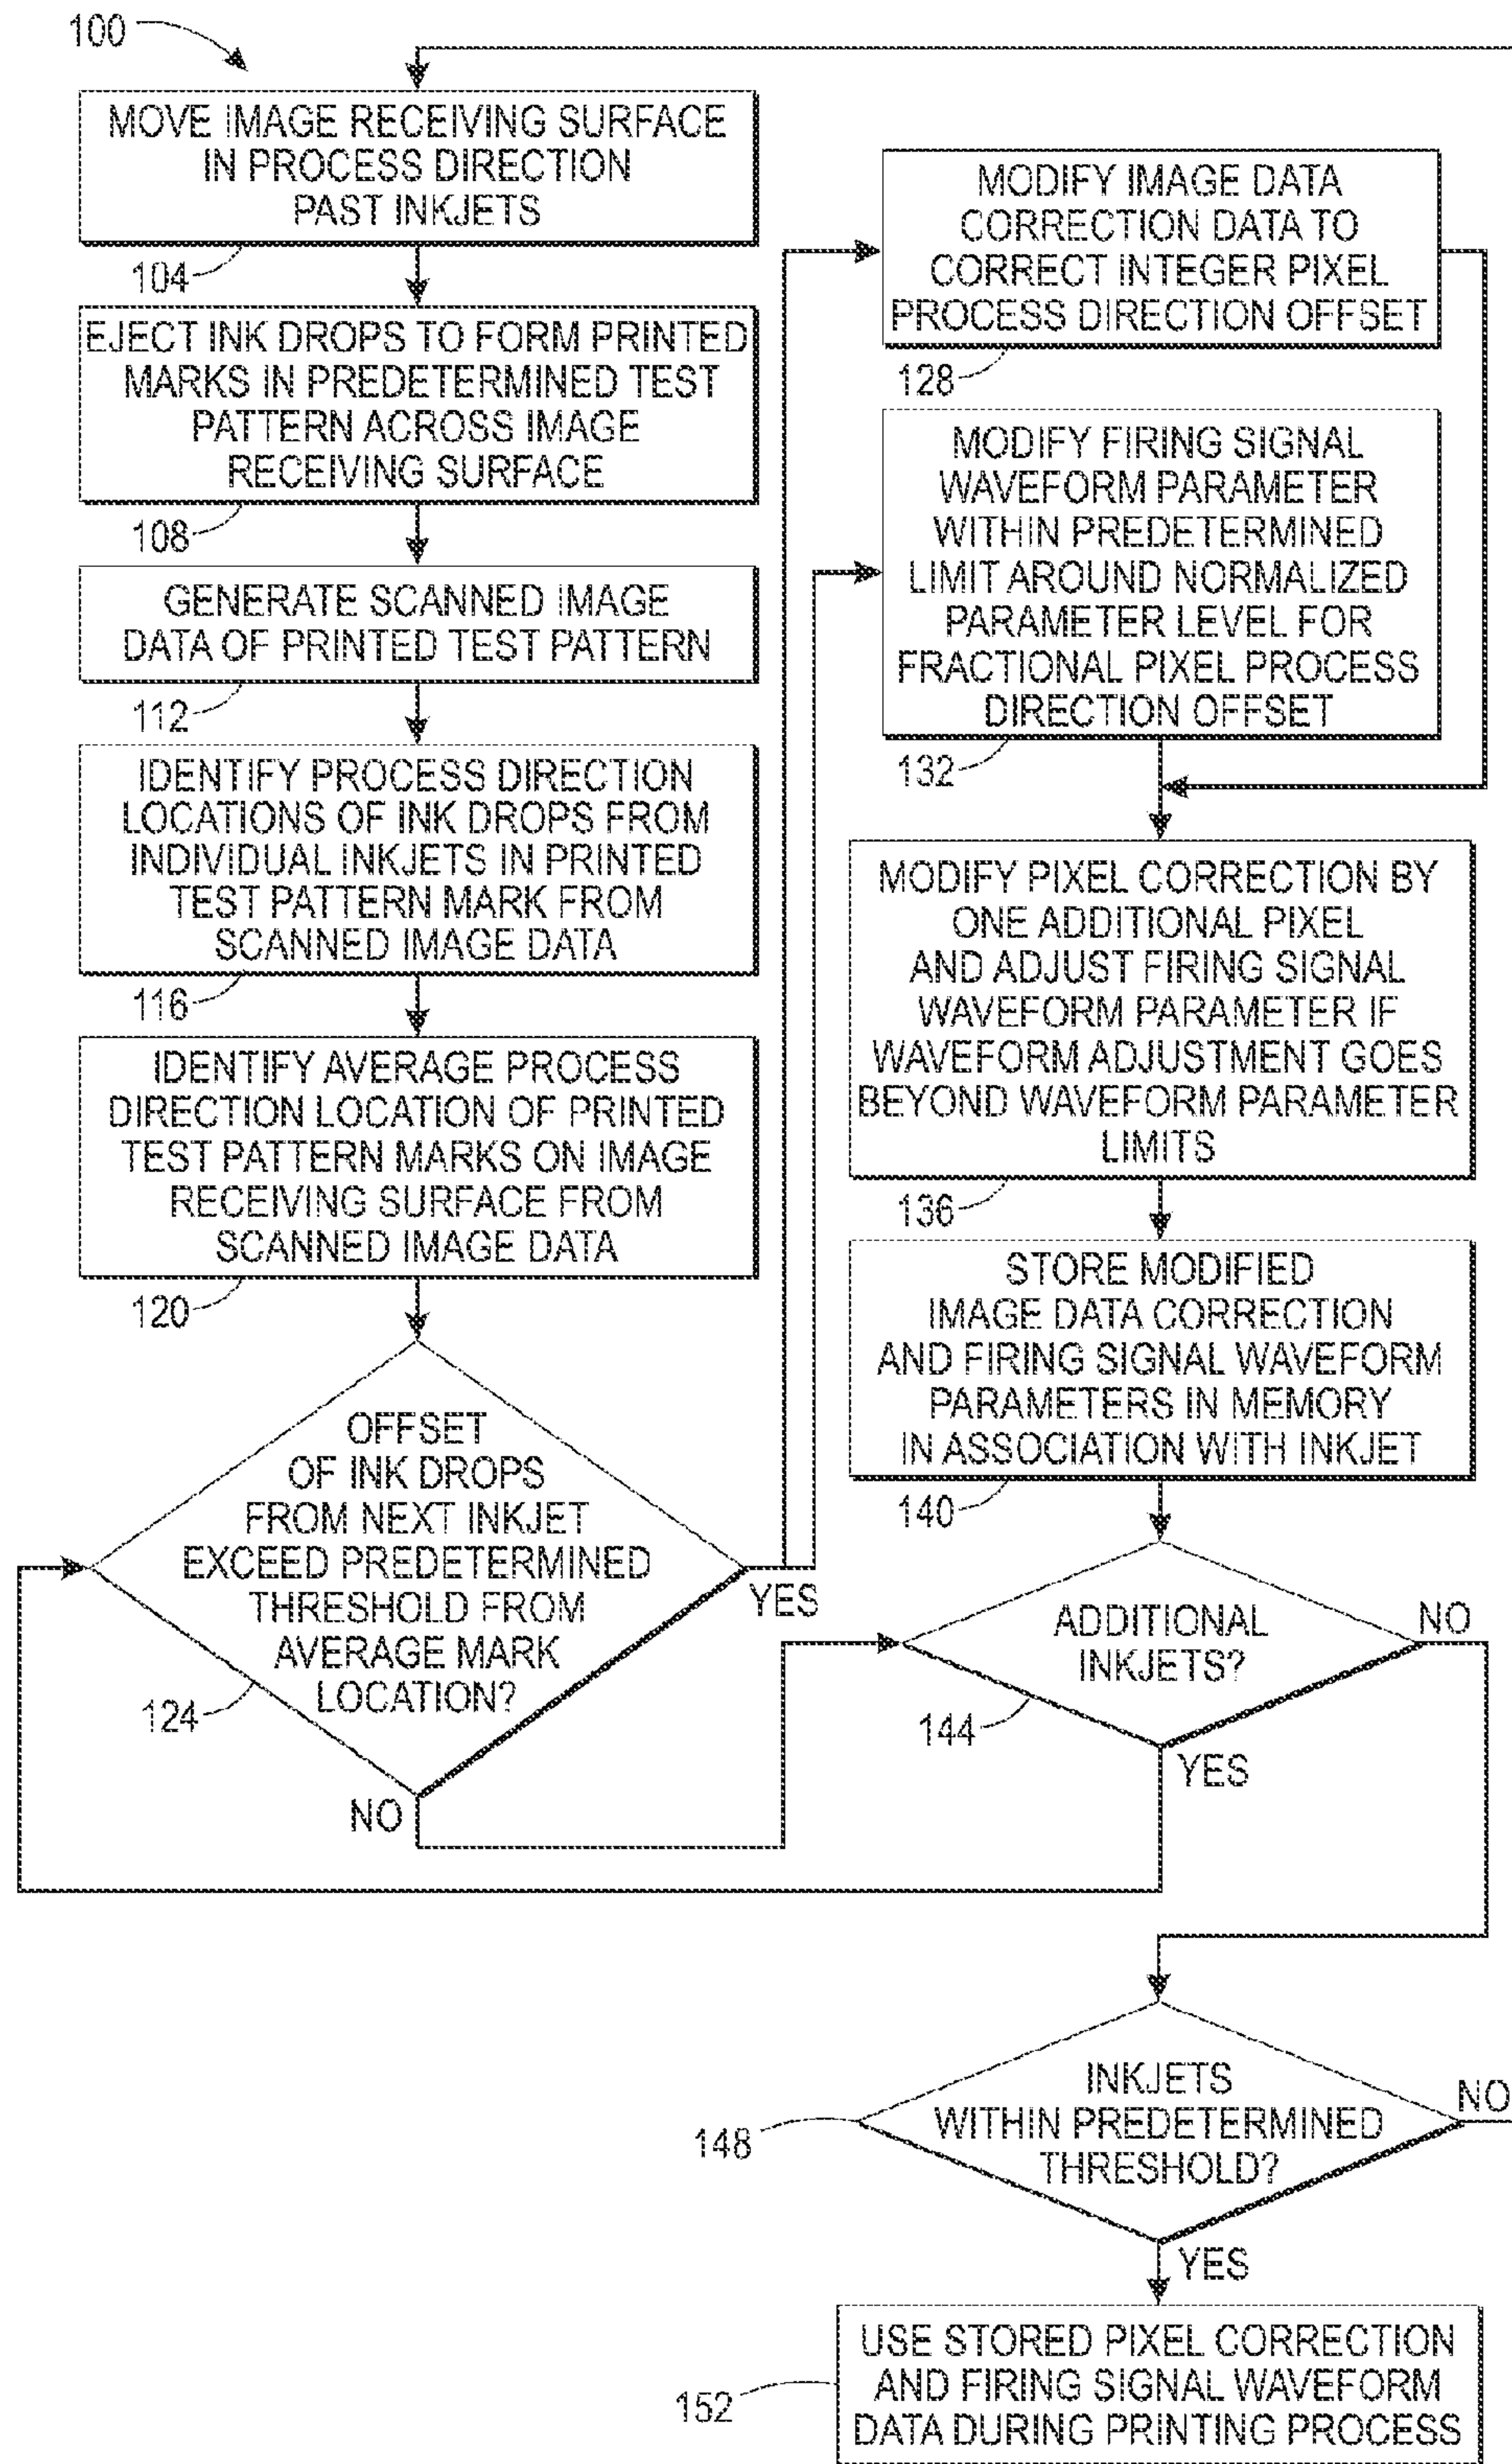 100
MOVE IMAGE RECEIVING SURFACE
IN PROCESS DIRECTION
PAST INKJETS
104
EJECT INK DROPS TO FORM PRINTED
MARKS IN PREDETERMINED TEST
PATTERN ACROSS IMAGE
RECEIVING SURFACE
108
GENERATE SCANNED IMAGE
DATA OF PRINTED TEST PATTERN
112
IDENTIFY PROCESS DIRECTION
LOCATIONS OF INK DROPS FROM
INDIVIDUAL INKJETS IN PRINTED
TEST PATTERN MARK FROM
SCANNED IMAGE DATA
116
IDENTIFY AVERAGE PROCESS
DIRECTION LOCATION OF PRINTED
TEST PATTERN MARKS ON IMAGE
RECEIVING SURFACE FROM
SCANNED IMAGE DATA
120
OFFSET
OF INK DROPS
FROM NEXT INKJET
EXCEED PREDETERMINED
THRESHOLD FROM
AVERAGE MARK
LOCATION?
124
YES
NO
MODIFY IMAGE DATA
CORRECTION DATA TO
CORRECT INTEGER PIXEL
PROCESS DIRECTION OFFSET
128
MODIFY FIRING SIGNAL
WAVEFORM PARAMETER
WITHIN PREDETERMINED
LIMIT AROUND NORMALIZED
PARAMETER LEVEL FOR
FRACTIONAL PIXEL PROCESS
DIRECTION OFFSET
132
MODIFY PIXEL CORRECTION BY
ONE ADDITIONAL PIXEL
AND ADJUST FIRING SIGNAL
WAVEFORM PARAMETER IF
WAVEFORM ADJUSTMENT GOES
BEYOND WAVEFORM PARAMETER
LIMITS
136
STORE MODIFIED
IMAGE DATA CORRECTION
AND FIRING SIGNAL WAVEFORM
PARAMETERS IN MEMORY
IN ASSOCIATION WITH INKJET
140
ADDITIONAL
INKJETS?
144
NO
YES
INKJETS
WITHIN PREDETERMINED
THRESHOLD?
148
NO
YES
USE STORED PIXEL CORRECTION
AND FIRING SIGNAL WAVEFORM
DATA DURING PRINTING PROCESS
152